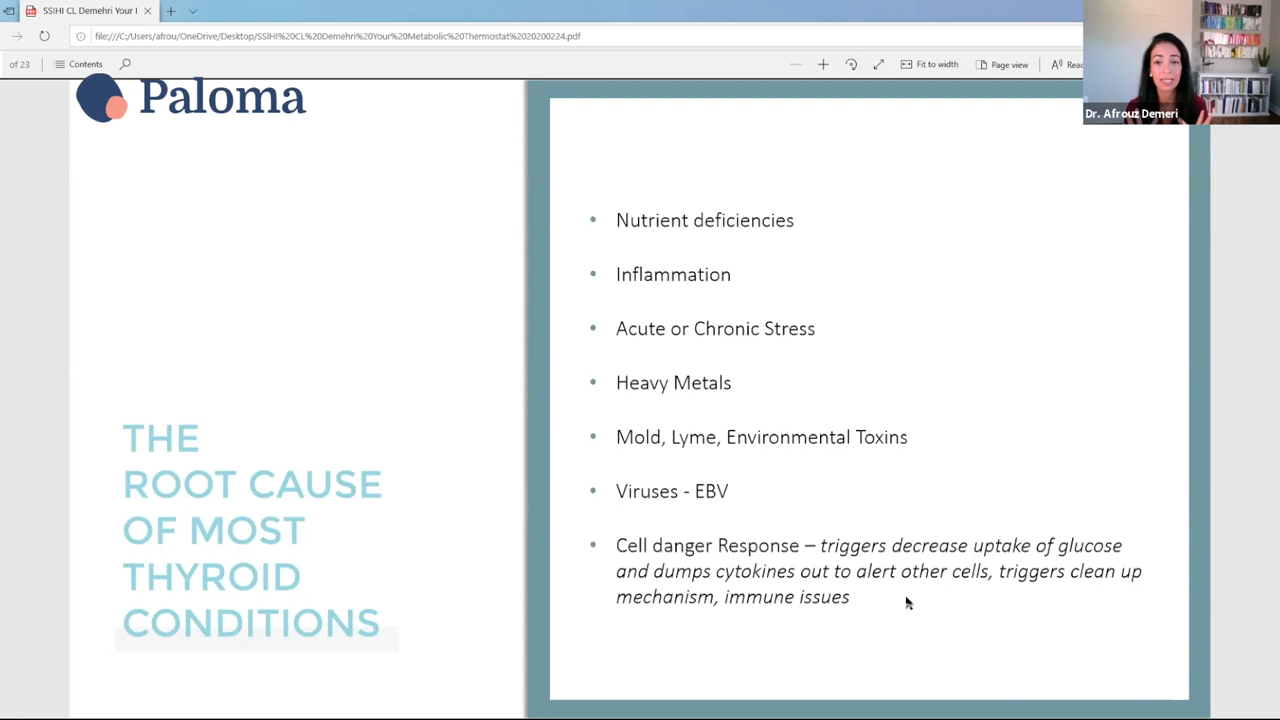 SSIHI CL Demehri Your I
file:///C:/Users/afrou/OneDrive/Desktop/SSIHI%20CL%20Demehri%20Your%20Metabolic%20Thermostat%2020200224.pdf
of 23
Contents
Fit to width
Page view
Reac
Dr. Afrouz Demeri
Paloma
THE
ROOT CAUSE
OF MOST
THYROID
CONDITIONS
• Nutrient deficiencies
• Inflammation
• Acute or Chronic Stress
• Heavy Metals
• Mold, Lyme, Environmental Toxins
• Viruses - EBV
• Cell danger Response – triggers decrease uptake of glucose
and dumps cytokines out to alert other cells, triggers clean up
mechanism, immune issues